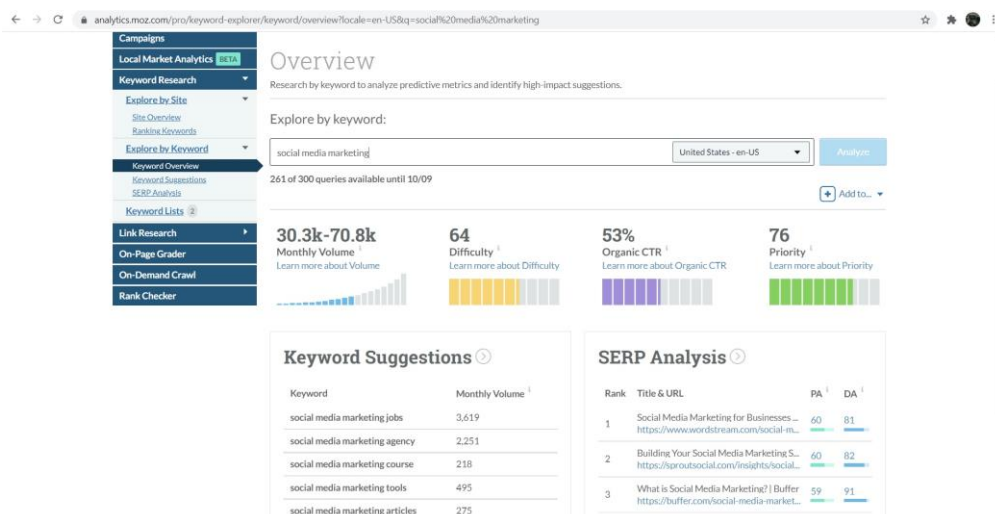 analytics.moz.com/pro/keyword-explorer/keyword/overview?locale=en-US&q=social%20media%20marketing
Campaigns
Local Market Analytics BETA
Keyword Research
Explore by Site
Site Overview
Ranking Keywords
Explore by Keyword
Keyword Overview
Keyword Suggestions
SERP Analysis
Keyword Lists 2
Link Research
On-Page Grader
On-Demand Crawl
Rank Checker
Overview
Research by keyword to analyze predictive metrics and identify high-impact suggestions.
Explore by keyword:
social media marketing United States - en-US Analyze
261 of 300 queries available until 10/09
Add to...
30.3k-70.8k
Monthly Volume
Learn more about Volume
64
Difficulty
Learn more about Difficulty
53%
Organic CTR
Learn more about Organic CTR
76
Priority
Learn more about Priority
Keyword Suggestions
Keyword Monthly Volume
social media marketing jobs 3,619
social media marketing agency 2,251
social media marketing course 218
social media marketing tools 495
social media marketing articles 275
SERP Analysis
Rank Title & URL PA DA
1 Social Media Marketing for Businesses ... 60 81
https://www.wordstream.com/social-m...
2 Building Your Social Media Marketing S... 60 82
https://sproutsocial.com/insights/social...
3 What is Social Media Marketing? | Buffer 59 91
https://buffer.com/social-media-market...